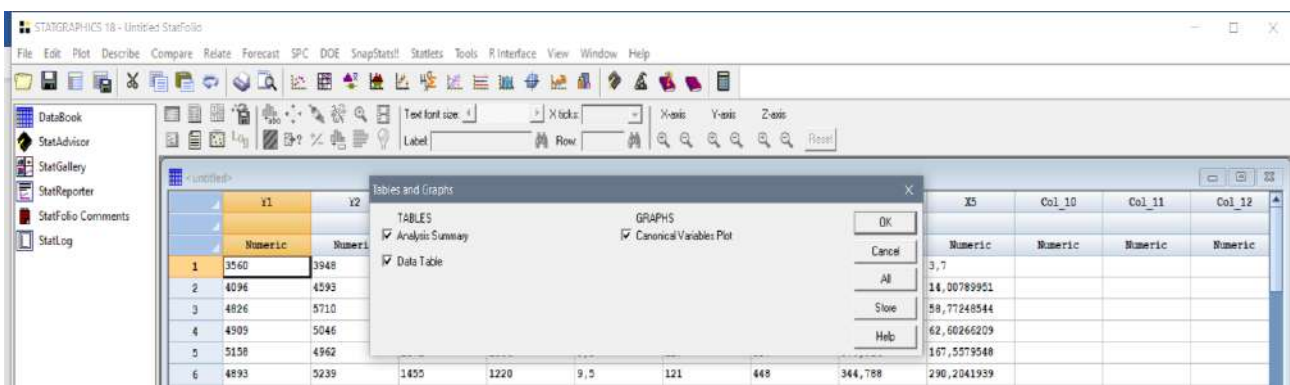 STATGRAPHICS 18 - Untitled StatFolio
File Edit Plot Describe Compare Relate Forecast SPC DOE SnapStats!! Statlets Tools R Interface View Window Help
DataBook
StatAdvisor
StatGallery
StatReporter
StatFolio Comments
StatLog
Text font size: X ticks: X-axis Y-axis Z-axis
Label: Row: Reset
<untitled>
Tables and Graphs
TABLES GRAPHS
Analysis Summary Canonical Variables Plot
Data Table
OK
Cancel
All
Store
Help
Y1 Y2 X5 Col_10 Col_11 Col_12
Numeric Numeri Numeric Numeric Numeric Numeric
1 3560 3948 3,7
2 4096 4593 14,00789951
3 4826 5710 58,77248544
4 4909 5046 62,60266209
5 5158 4962 167,5579548
6 4893 5239 1455 1220 9,5 121 448 344,788 290,2041939